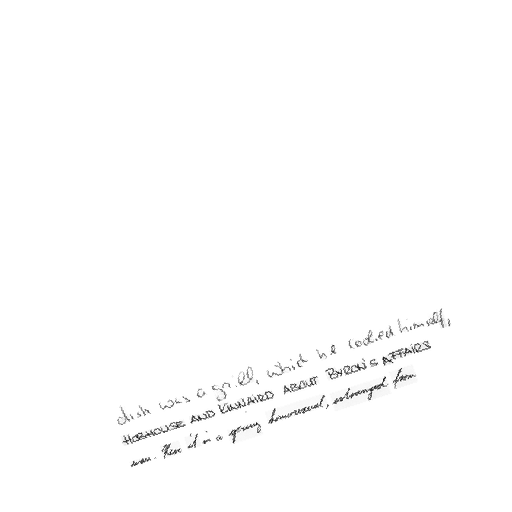 dish was a grill, which he cooked himself,
HOBHOUSE AND KINNAIRD ABOUT BYRON'S AFFAIRS
man. Here it is a young homosexual, estranged from